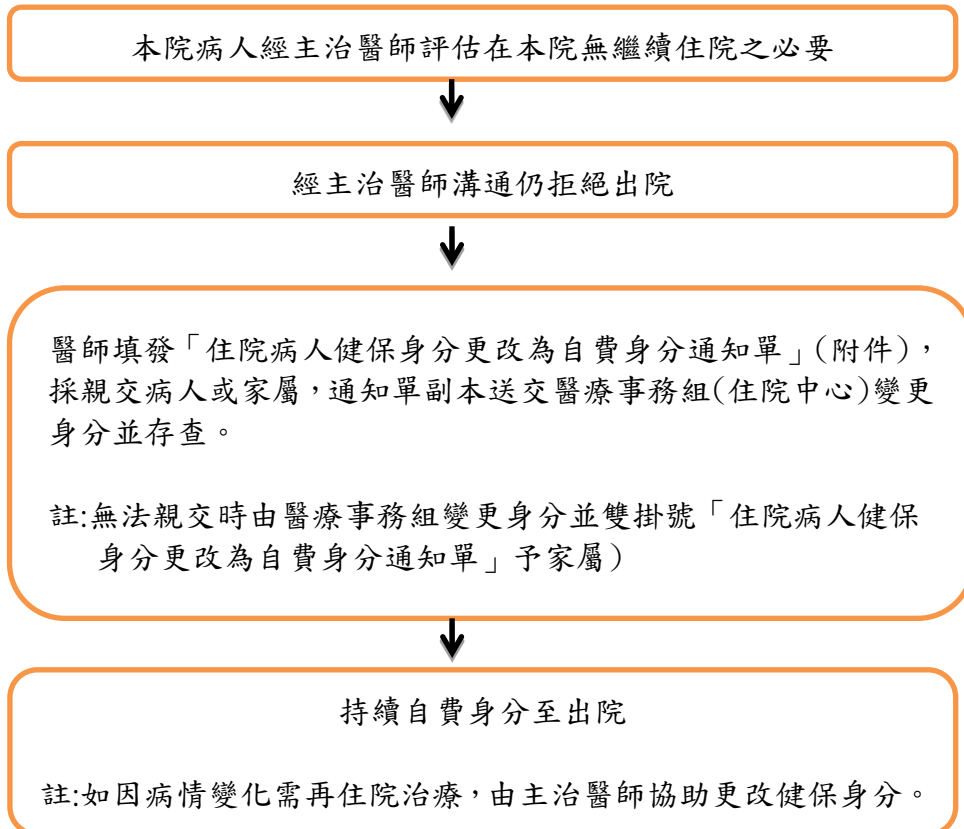 本院病人經主治醫師評估在本院無繼續住院之必要
經主治醫師溝通仍拒絕出院
醫師填發「住院病人健保身分更改為自費身分通知單」(附件),
採親交病人或家屬,通知單副本送交醫療事務組(住院中心)變更
身分並存查。
註:無法親交時由醫療事務組變更身分並雙掛號「住院病人健保
身分更改為自費身分通知單」予家屬)
持續自費身分至出院
註:如因病情變化需再住院治療,由主治醫師協助更改健保身分。